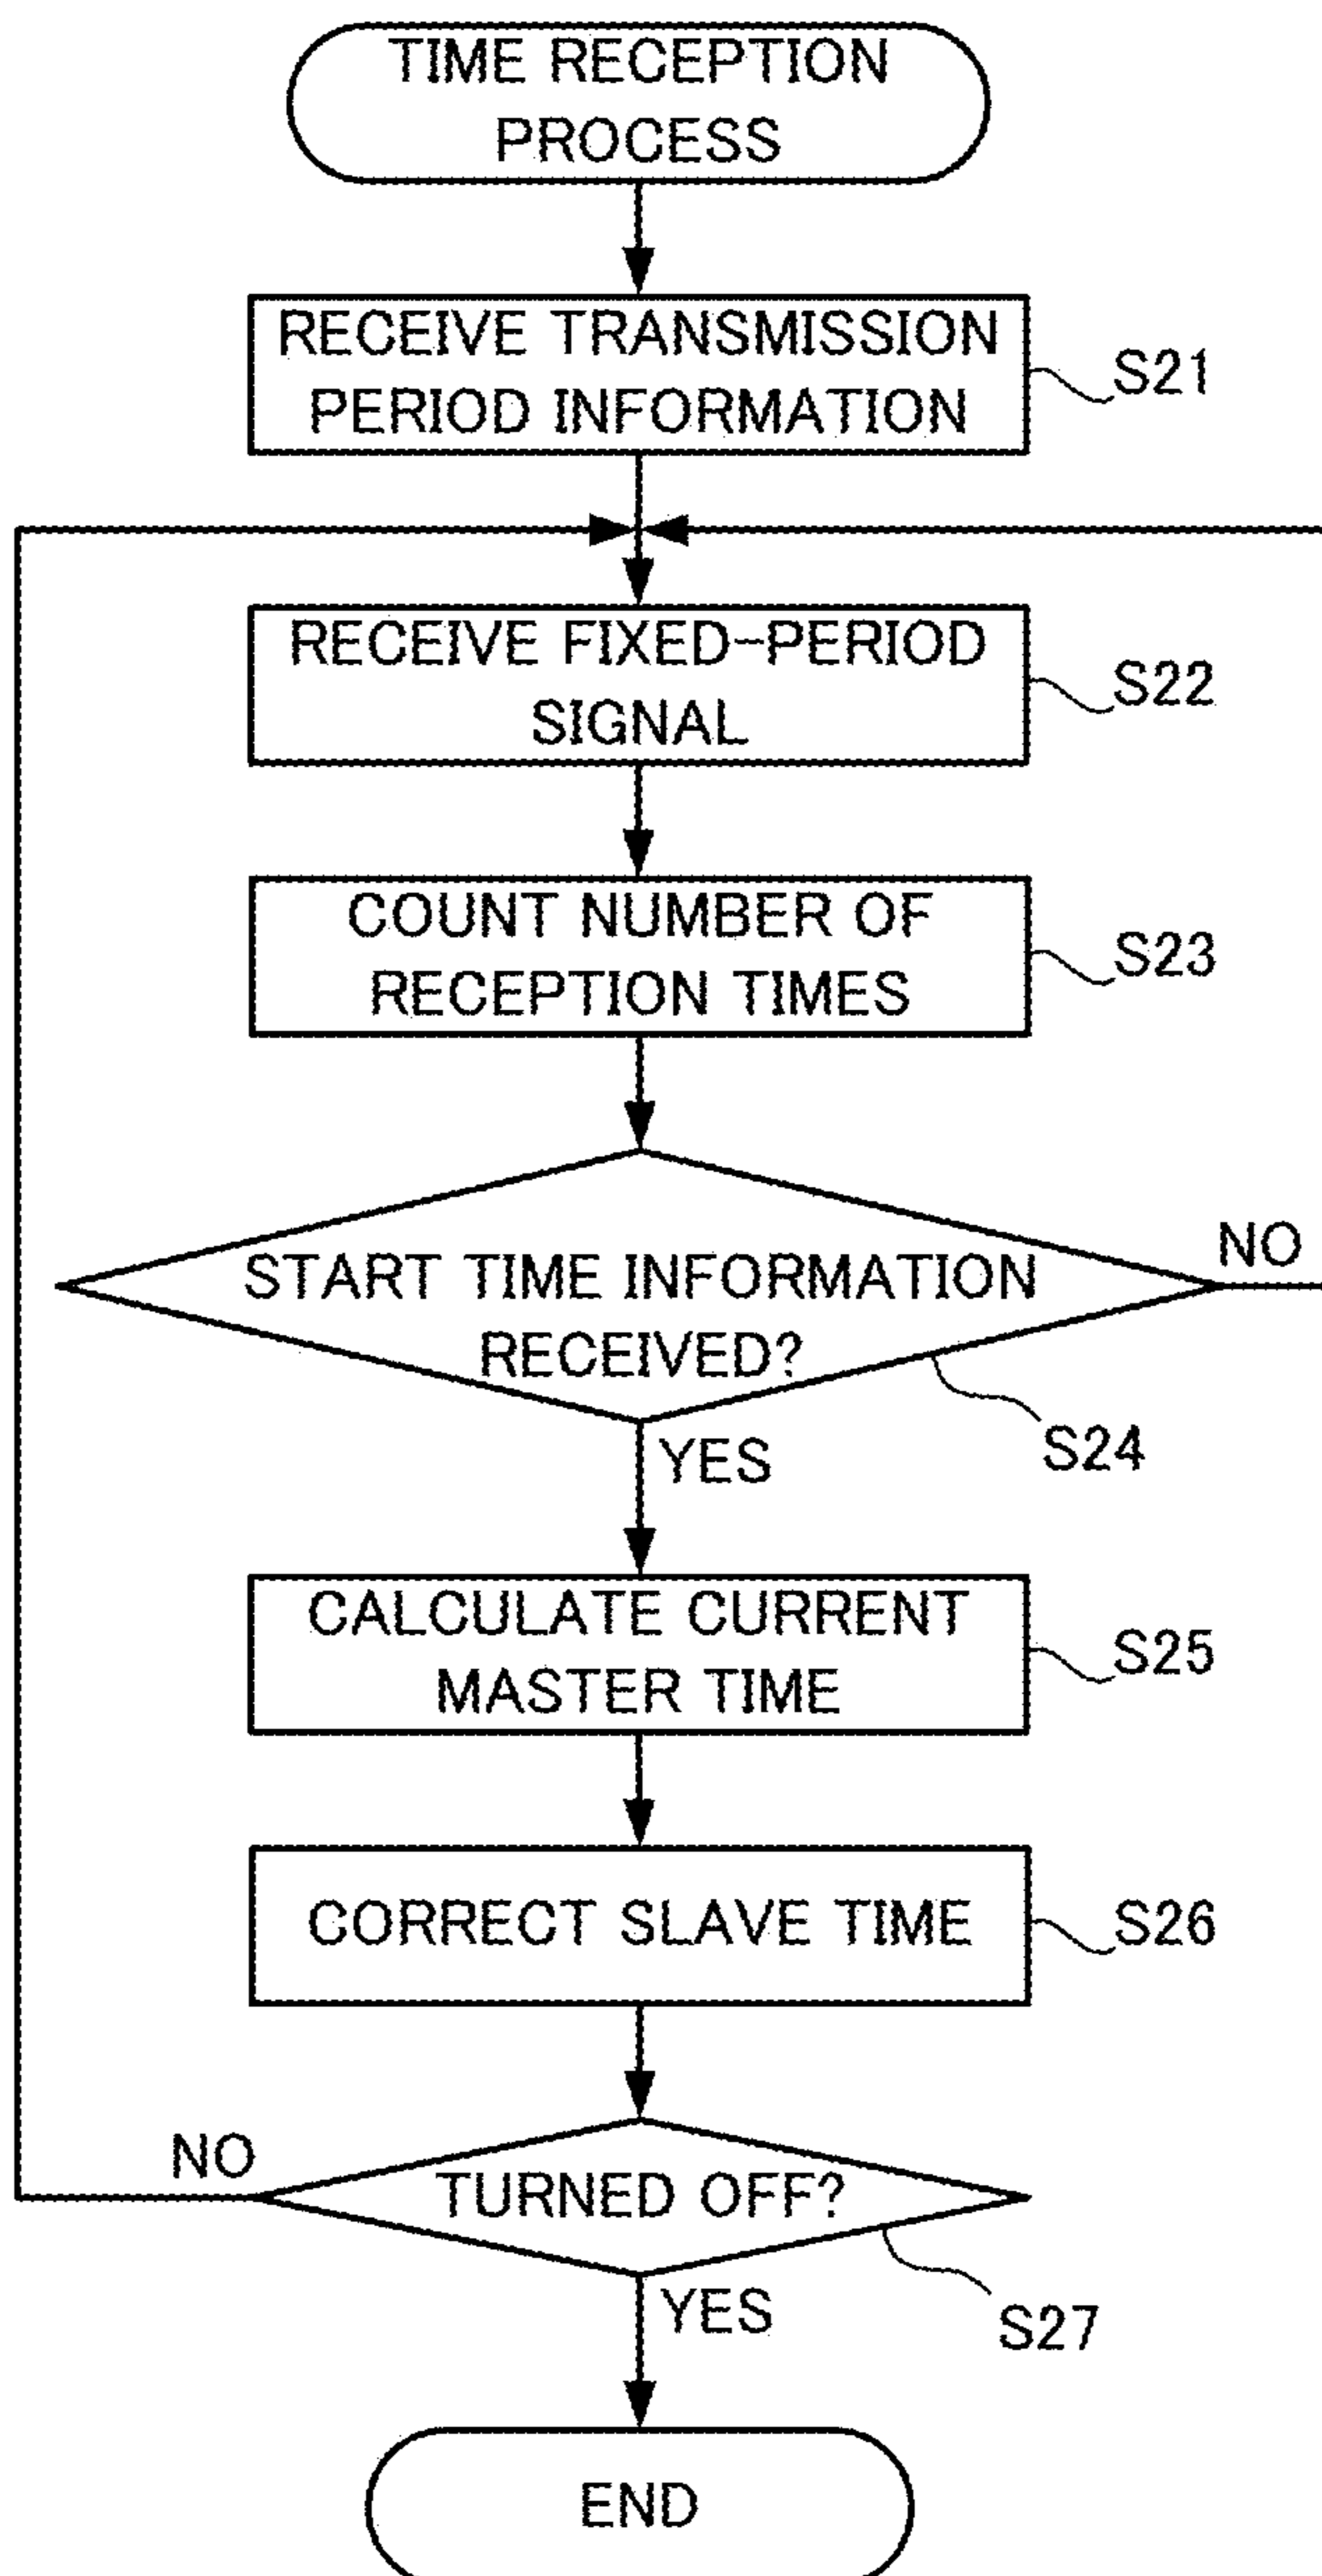 TIME RECEPTION
PROCESS
RECEIVE TRANSMISSION
PERIOD INFORMATION
S21
RECEIVE FIXED-PERIOD
SIGNAL
S22
COUNT NUMBER OF
RECEPTION TIMES
S23
START TIME INFORMATION
RECEIVED?
NO
S24
YES
CALCULATE CURRENT
MASTER TIME
S25
CORRECT SLAVE TIME
S26
TURNED OFF?
NO
S27
YES
END